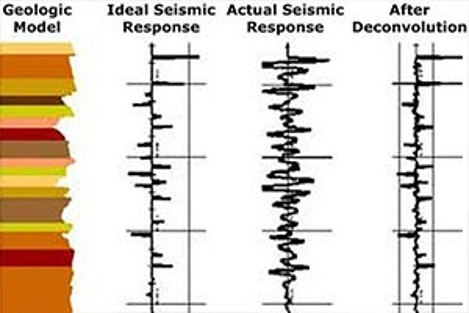 Geologic
Model
Ideal Seismic
Response
Actual Seismic
Response
After
Deconvolution